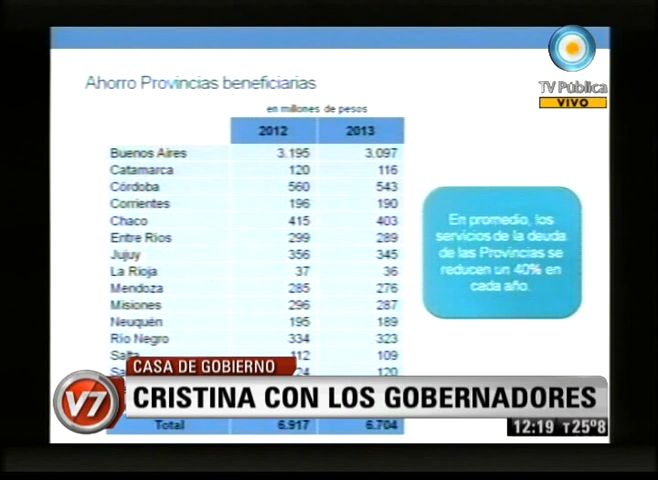 TV Pública
VIVO
Ahorro Provincias beneficiarias
en millones de pesos
2012 2013
Buenos Aires 3.195 3.097
Catamarca 120 116
Córdoba 560 543
Corrientes 196 190
Chaco 415 403
Entre Ríos 299 289
Jujuy 356 345
La Rioja 37 36
Mendoza 285 276
Misiones 296 287
Neuquén 195 189
Río Negro 334 323
Salta 112 109
24 120
Total 6.917 6.704
En promedio, los
servicios de la deuda
de las Provincias se
reducen un 40% en
cada año.
CASA DE GOBIERNO
V7
CRISTINA CON LOS GOBERNADORES
12:19 T25º8